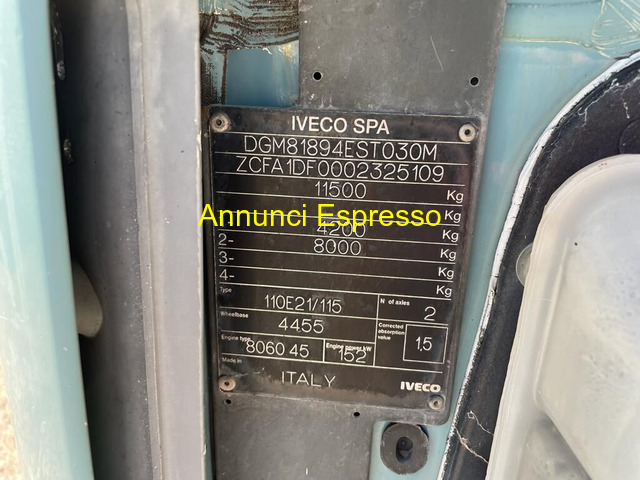 IVECO SPA
DGM81894EST030M
ZCFA1DF0002325109
11500 Kg
Kg
Annunci Espresso
4200 Kg
2- 8000 Kg
3- Kg
4- Kg
Type 110E21/115 N° of axles 2
Wheelbase 4455
Corrected absorption value 1.5
Engine type 8060 45 Engine power kW 152
Made in ITALY IVECO